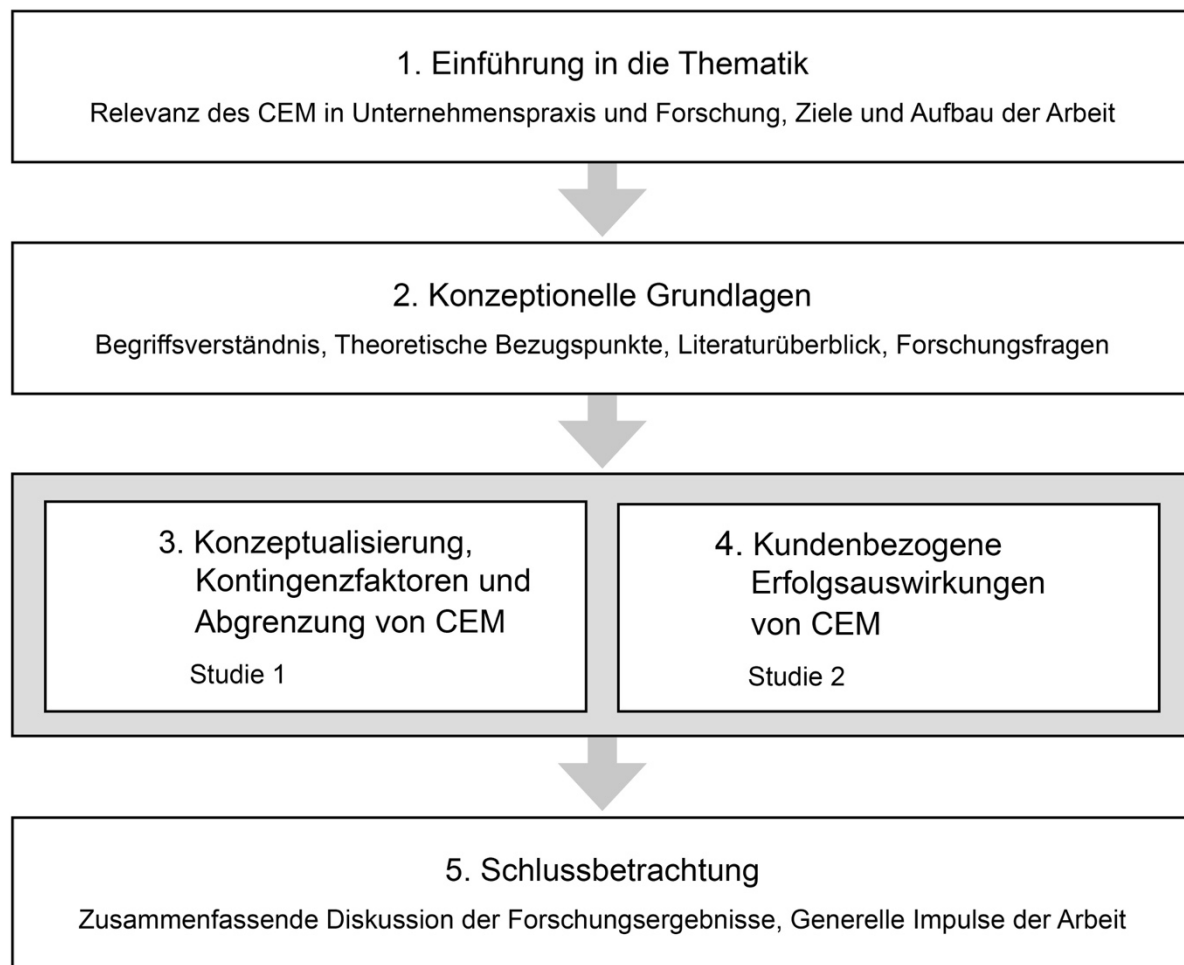 1. Einführung in die Thematik
Relevanz des CEM in Unternehmenspraxis und Forschung, Ziele und Aufbau der Arbeit
2. Konzeptionelle Grundlagen
Begriffsverständnis, Theoretische Bezugspunkte, Literaturüberblick, Forschungsfragen
3. Konzeptualisierung,
Kontingenzfaktoren und
Abgrenzung von CEM
Studie 1
4. Kundenbezogene
Erfolgsauswirkungen
von CEM
Studie 2
5. Schlussbetrachtung
Zusammenfassende Diskussion der Forschungsergebnisse, Generelle Impulse der Arbeit